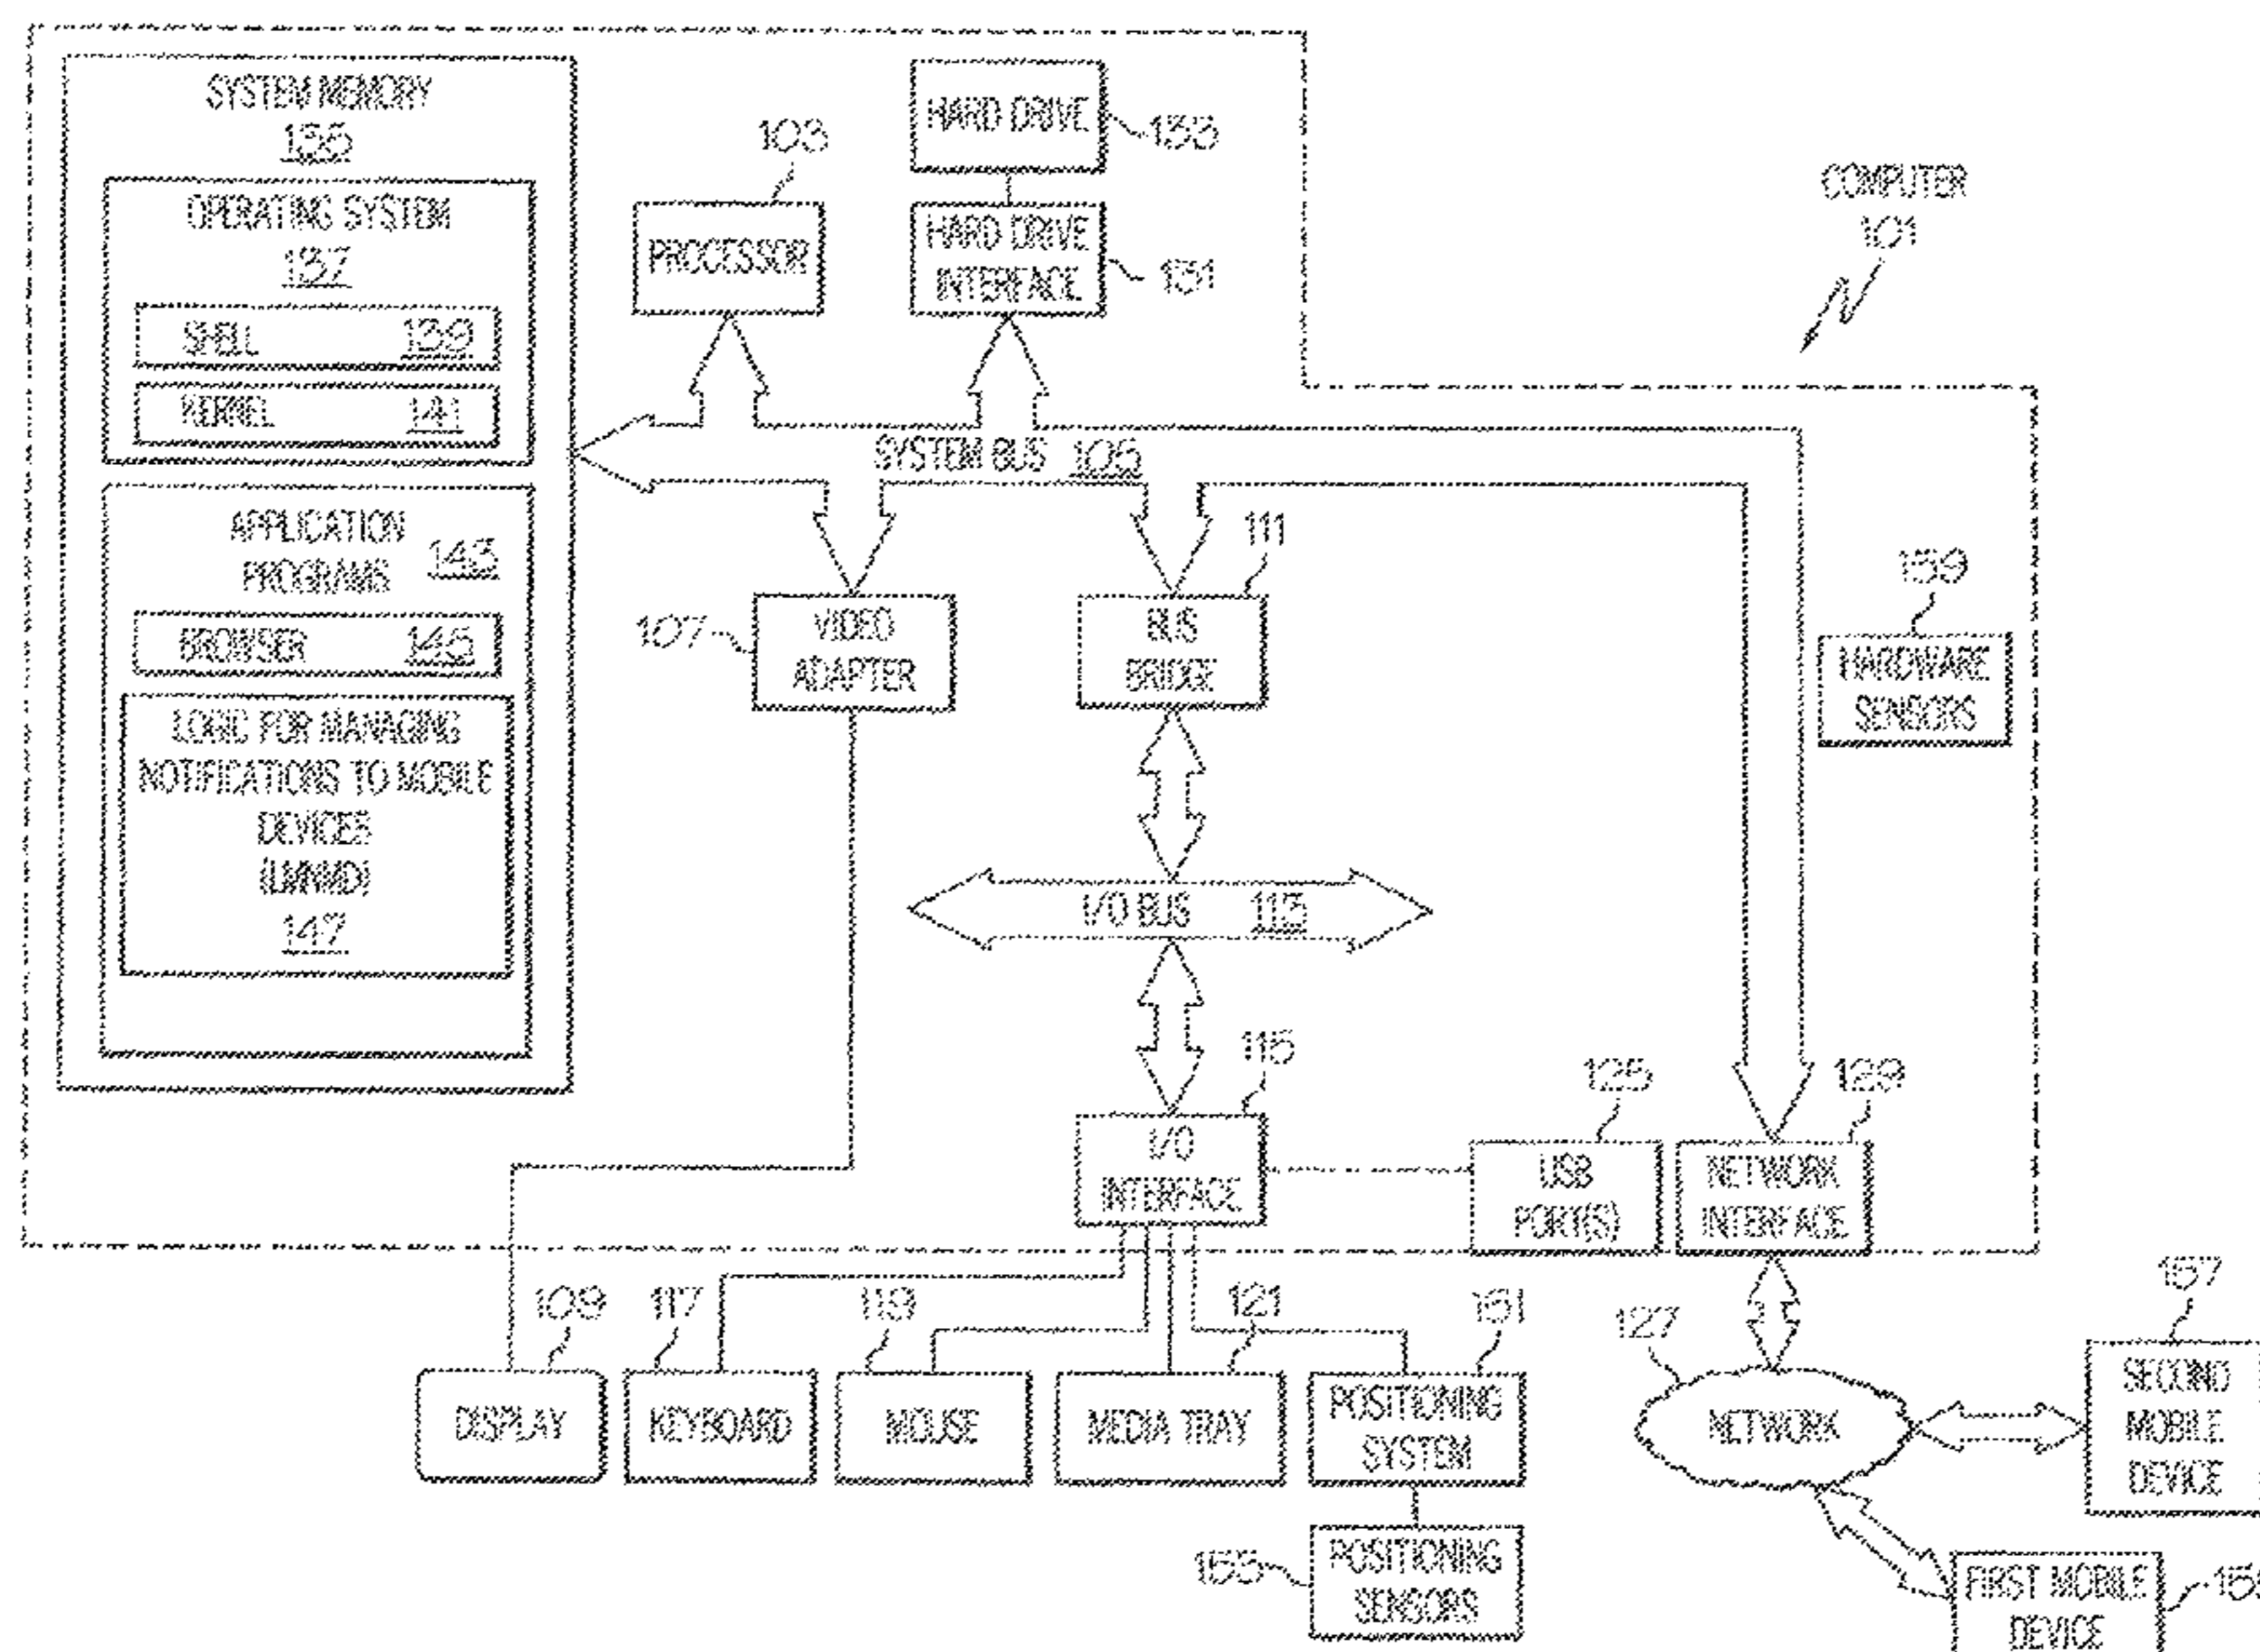 SYSTEM MEMORY
135
OPERATING SYSTEM
137
SHELL 139
KERNEL 141
APPLICATION
PROGRAMS 143
BROWSER 145
LOGIC FOR MANAGING
NOTIFICATIONS TO MOBILE
DEVICES
(LMNMD)
147
103
PROCESSOR
HARD DRIVE
133
HARD DRIVE
INTERFACE
131
COMPUTER
101
SYSTEM BUS 105
107
VIDEO
ADAPTER
111
BUS
BRIDGE
159
HARDWARE
SENSORS
I/O BUS 113
115
I/O
INTERFACE
125
USB
PORT(S)
129
NETWORK
INTERFACE
109
DISPLAY
117
KEYBOARD
119
MOUSE
121
MEDIA TRAY
151
POSITIONING
SYSTEM
153
POSITIONING
SENSORS
127
NETWORK
157
SECOND
MOBILE
DEVICE
FIRST MOBILE
DEVICE
155